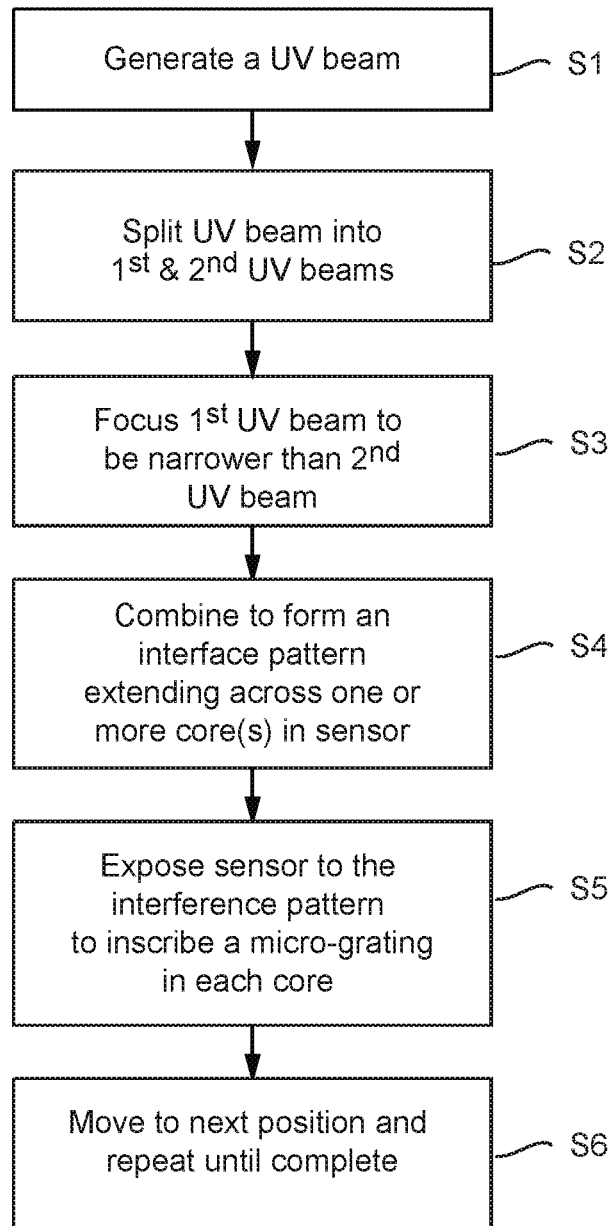 Generate a UV beam
S1
Split UV beam into
1st & 2nd UV beams
S2
Focus 1st UV beam to
be narrower than 2nd
UV beam
S3
Combine to form an
interface pattern
extending across one or
more core(s) in sensor
S4
Expose sensor to the
interference pattern
to inscribe a micro-grating
in each core
S5
Move to next position and
repeat until complete
S6